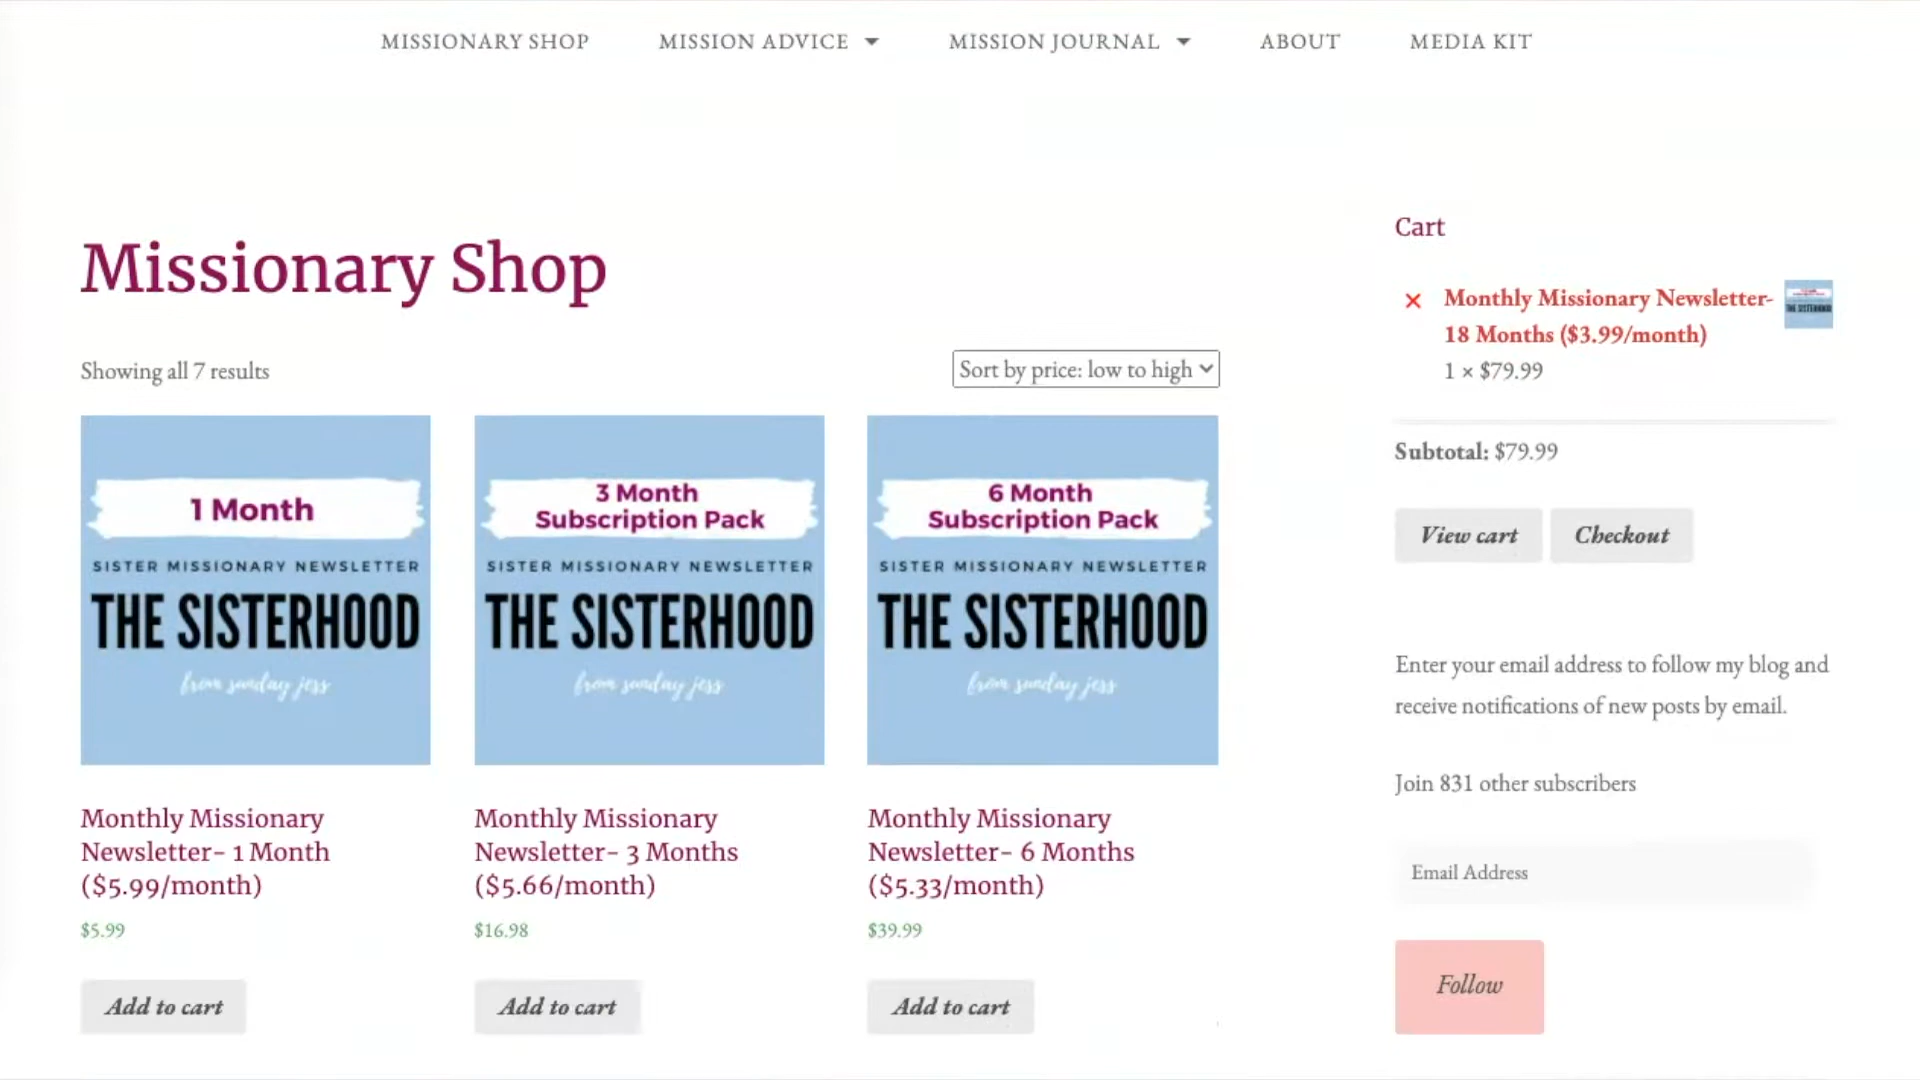 MISSIONARY SHOP MISSION ADVICE MISSION JOURNAL ABOUT MEDIA KIT
Missionary Shop
Showing all 7 results
Sort by price: low to high
1 Month
SISTER MISSIONARY NEWSLETTER
THE SISTERHOOD
from sunday jess
Monthly Missionary
Newsletter- 1 Month
($5.99/month)
$5.99
Add to cart
3 Month
Subscription Pack
SISTER MISSIONARY NEWSLETTER
THE SISTERHOOD
from sunday jess
Monthly Missionary
Newsletter- 3 Months
($5.66/month)
$16.98
Add to cart
6 Month
Subscription Pack
SISTER MISSIONARY NEWSLETTER
THE SISTERHOOD
from sunday jess
Monthly Missionary
Newsletter- 6 Months
($5.33/month)
$39.99
Add to cart
Cart
× Monthly Missionary Newsletter-
18 Months ($3.99/month)
1 × $79.99
THE SISTERHOOD
Subtotal: $79.99
View cart Checkout
Enter your email address to follow my blog and
receive notifications of new posts by email.
Join 831 other subscribers
Email Address
Follow